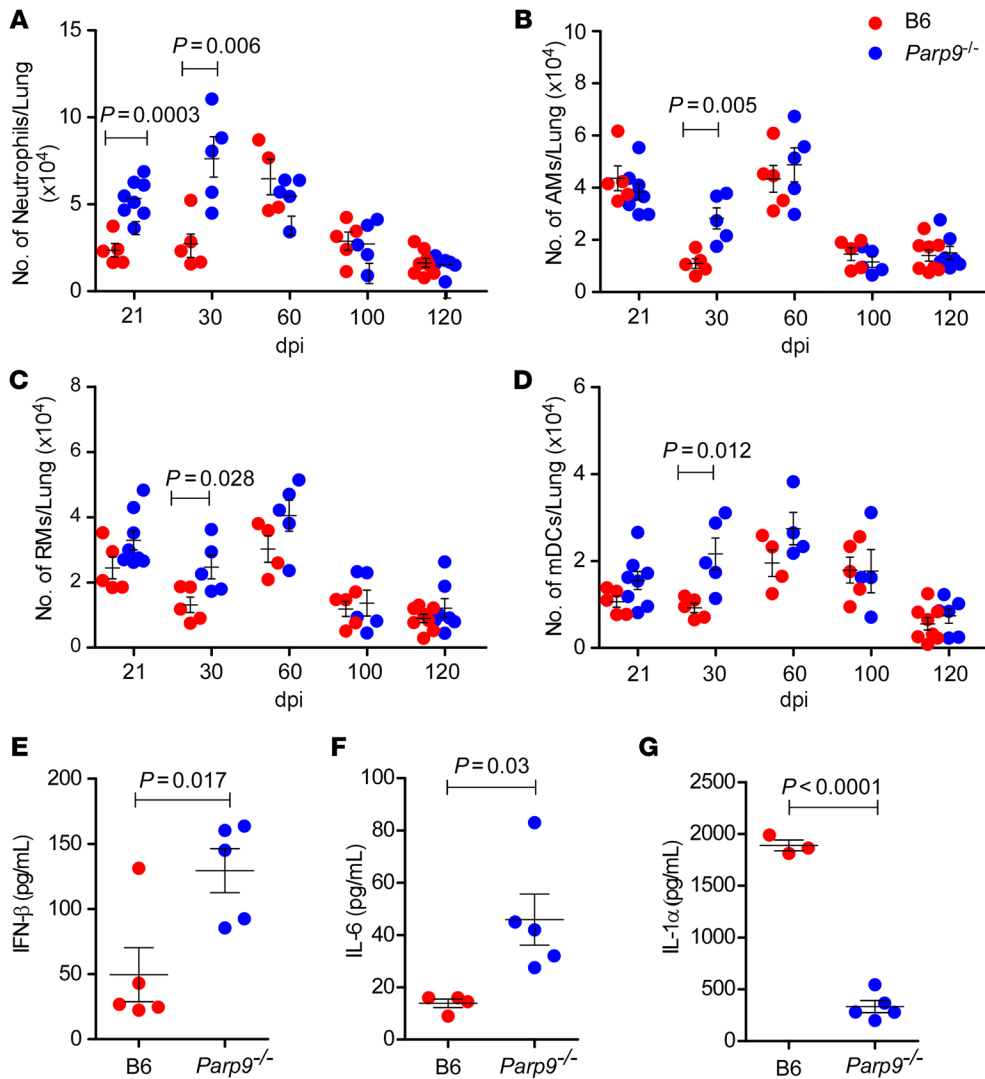 A
No. of Neutrophils/Lung
(x10⁴)
15
10
5
0
P = 0.0003
P = 0.006
21 30 60 100 120
dpi
B
B6
Parp9⁻/⁻
No. of AMs/Lung (x10⁴)
8
6
4
2
0
P = 0.005
21 30 60 100 120
dpi
C
No. of RMs/Lung (x10⁴)
8
6
4
2
0
P = 0.028
21 30 60 100 120
dpi
D
No. of mDCs/Lung (x10⁴)
6
4
2
0
P = 0.012
21 30 60 100 120
dpi
E
IFN-β (pg/mL)
200
150
100
50
0
P = 0.017
B6 Parp9⁻/⁻
F
IL-6 (pg/mL)
100
80
60
40
20
0
P = 0.03
B6 Parp9⁻/⁻
G
IL-1α (pg/mL)
2500
2000
1500
1000
500
0
P < 0.0001
B6 Parp9⁻/⁻